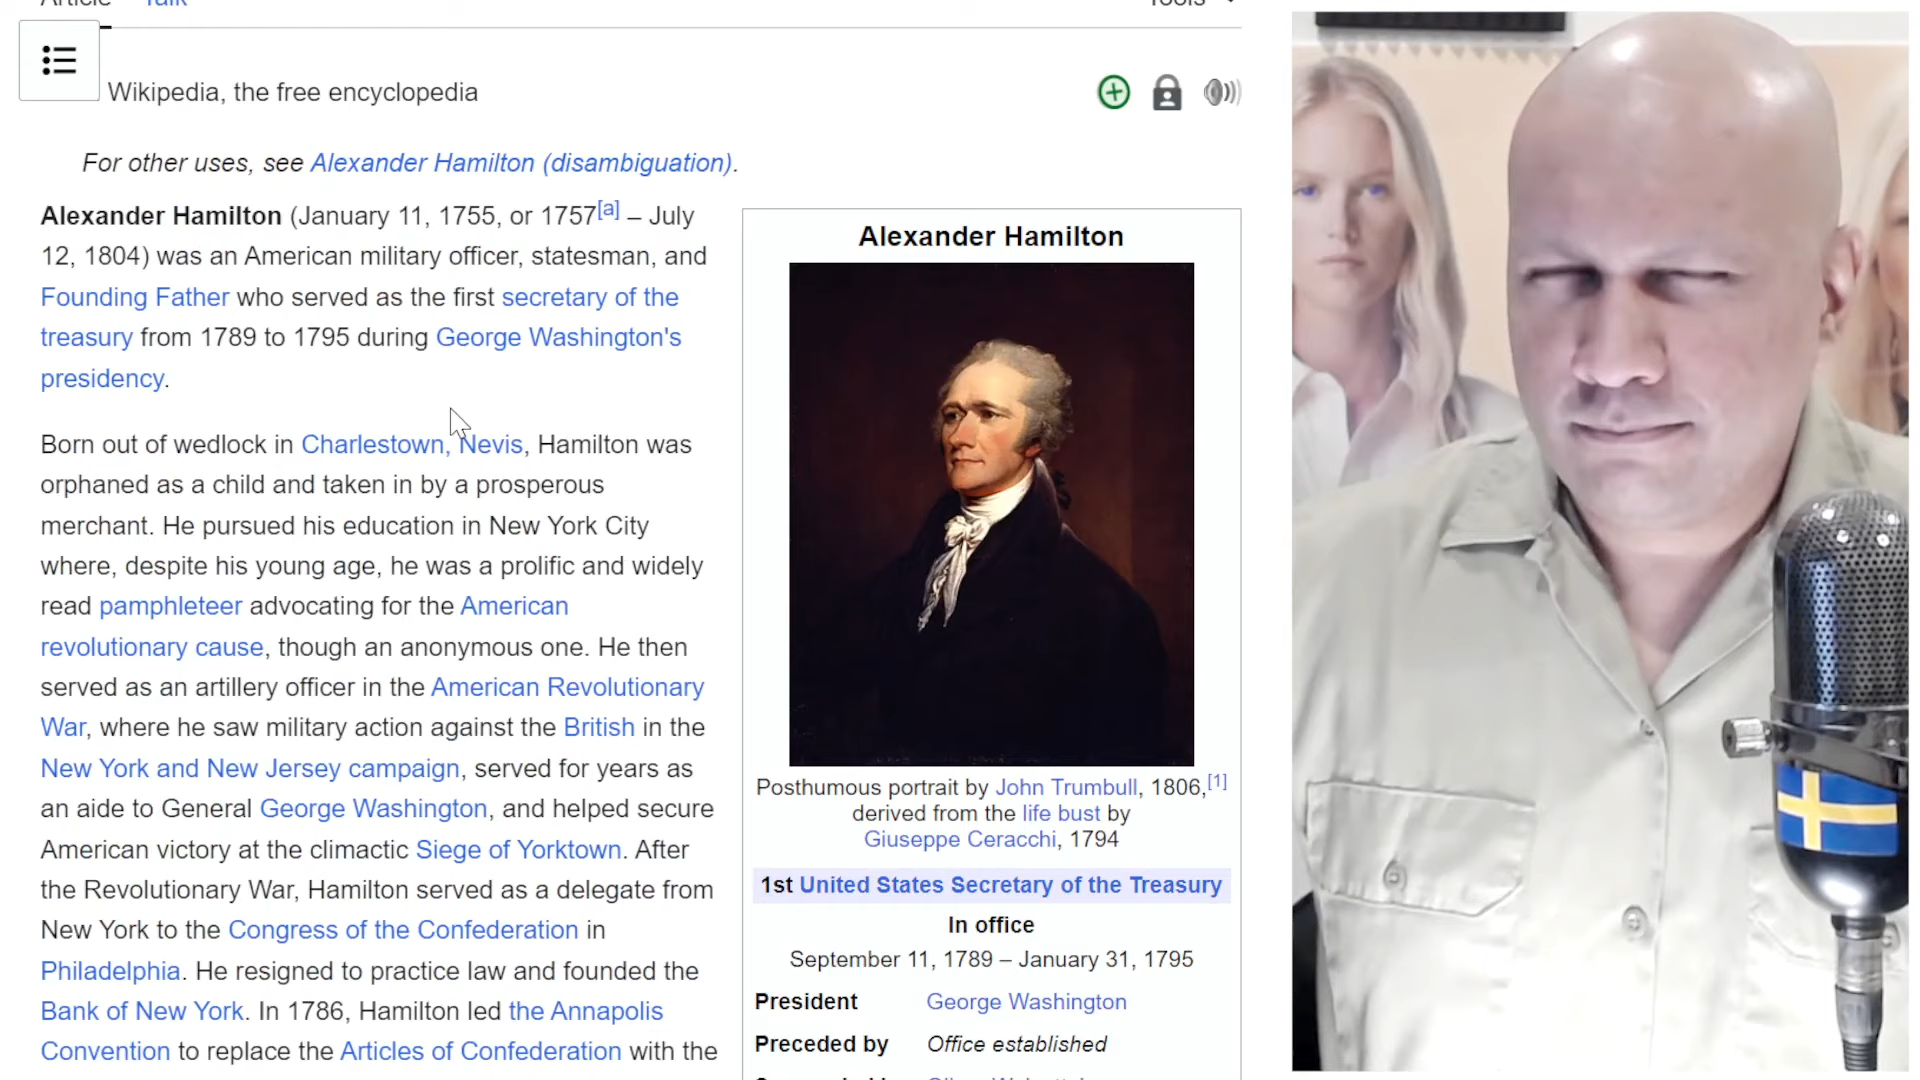 Article Talk Tools
Wikipedia, the free encyclopedia
For other uses, see Alexander Hamilton (disambiguation).
Alexander Hamilton (January 11, 1755, or 1757[a] – July
12, 1804) was an American military officer, statesman, and
Founding Father who served as the first secretary of the
treasury from 1789 to 1795 during George Washington's
presidency.
Born out of wedlock in Charlestown, Nevis, Hamilton was
orphaned as a child and taken in by a prosperous
merchant. He pursued his education in New York City
where, despite his young age, he was a prolific and widely
read pamphleteer advocating for the American
revolutionary cause, though an anonymous one. He then
served as an artillery officer in the American Revolutionary
War, where he saw military action against the British in the
New York and New Jersey campaign, served for years as
an aide to General George Washington, and helped secure
American victory at the climactic Siege of Yorktown. After
the Revolutionary War, Hamilton served as a delegate from
New York to the Congress of the Confederation in
Philadelphia. He resigned to practice law and founded the
Bank of New York. In 1786, Hamilton led the Annapolis
Convention to replace the Articles of Confederation with the
Alexander Hamilton
Posthumous portrait by John Trumbull, 1806,[1]
derived from the life bust by
Giuseppe Ceracchi, 1794
1st United States Secretary of the Treasury
In office
September 11, 1789 – January 31, 1795
President George Washington
Preceded by Office established